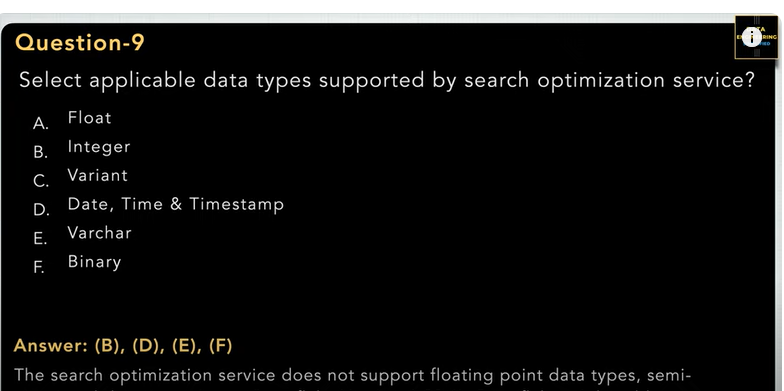 Question-9
Select applicable data types supported by search optimization service?
A. Float
B. Integer
C. Variant
D. Date, Time & Timestamp
E. Varchar
F. Binary
Answer: (B), (D), (E), (F)
The search optimization service does not support floating point data types, semi-